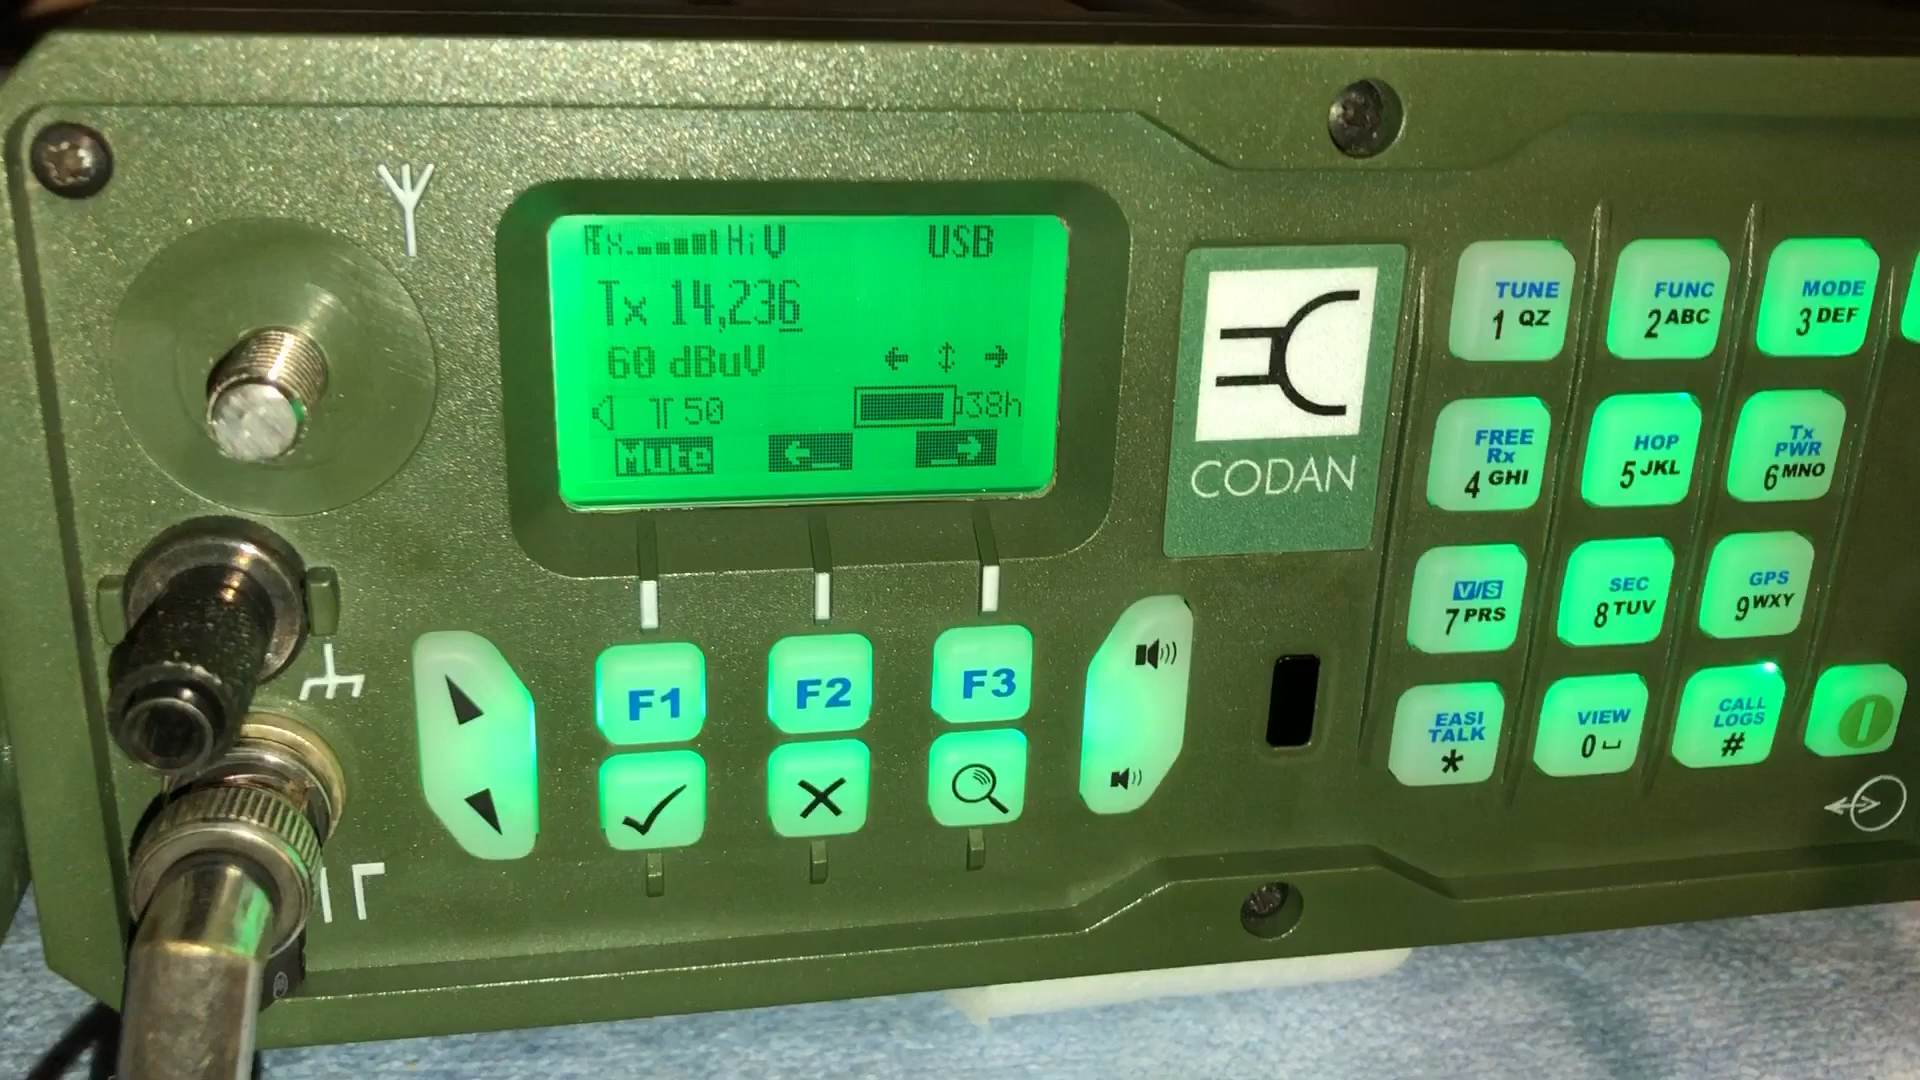 Rx HiV USB
Tx 14,236
60 dBuV ← ↕ →
50 38h
Mute ← →
CODAN
TUNE
1 QZ
FUNC
2 ABC
MODE
3 DEF
FREE
Rx
4 GHI
HOP
5 JKL
Tx
PWR
6 MNO
V/S
7 PRS
SEC
8 TUV
GPS
9 WXY
EASI
TALK
*
VIEW
0
CALL
LOGS
#
F1
F2
F3